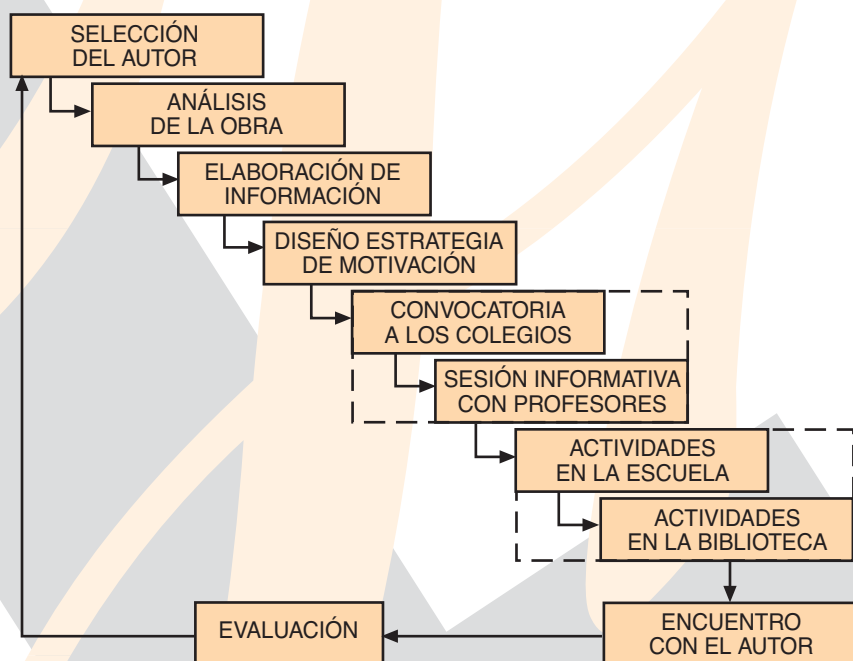 SELECCIÓN
DEL AUTOR
ANÁLISIS
DE LA OBRA
ELABORACIÓN DE
INFORMACIÓN
DISEÑO ESTRATEGIA
DE MOTIVACIÓN
CONVOCATORIA
A LOS COLEGIOS
SESIÓN INFORMATIVA
CON PROFESORES
ACTIVIDADES
EN LA ESCUELA
ACTIVIDADES
EN LA BIBLIOTECA
ENCUENTRO
CON EL AUTOR
EVALUACIÓN